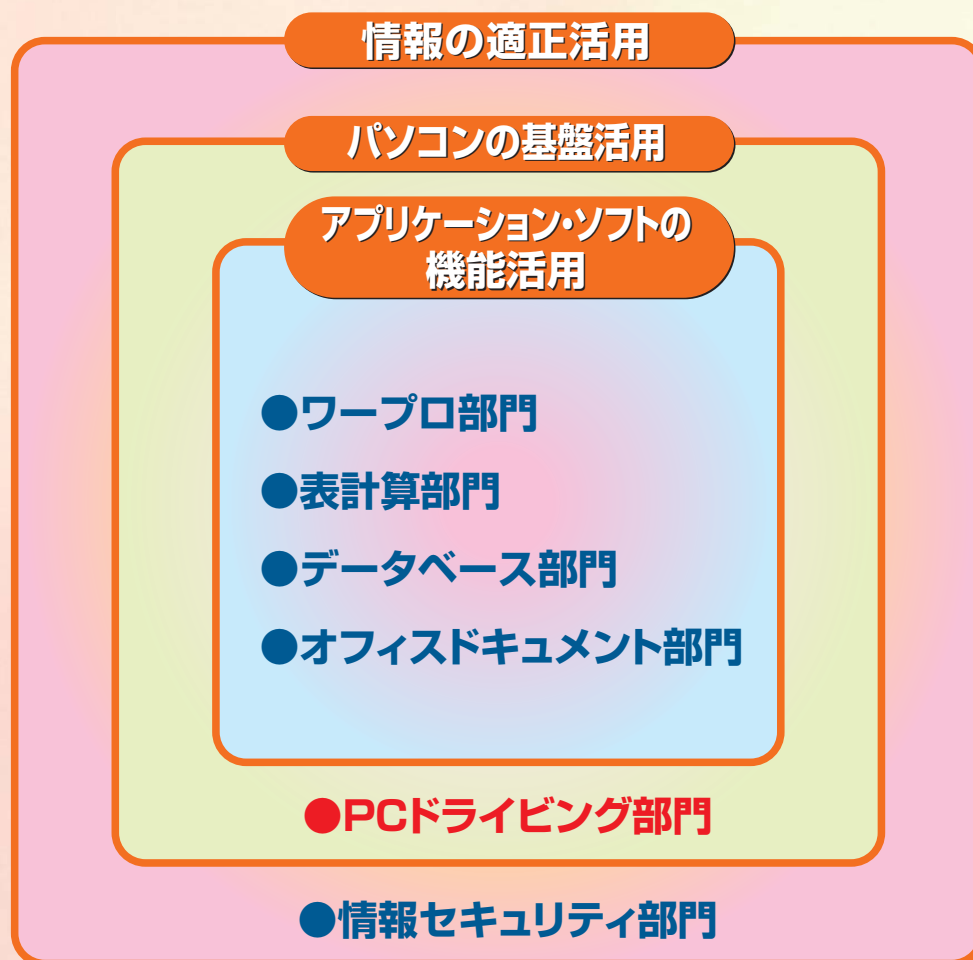 情報の適正活用
パソコンの基盤活用
アプリケーション・ソフトの
機能活用
●ワープロ部門
●表計算部門
●データベース部門
●オフィスドキュメント部門
●PCドライビング部門
●情報セキュリティ部門